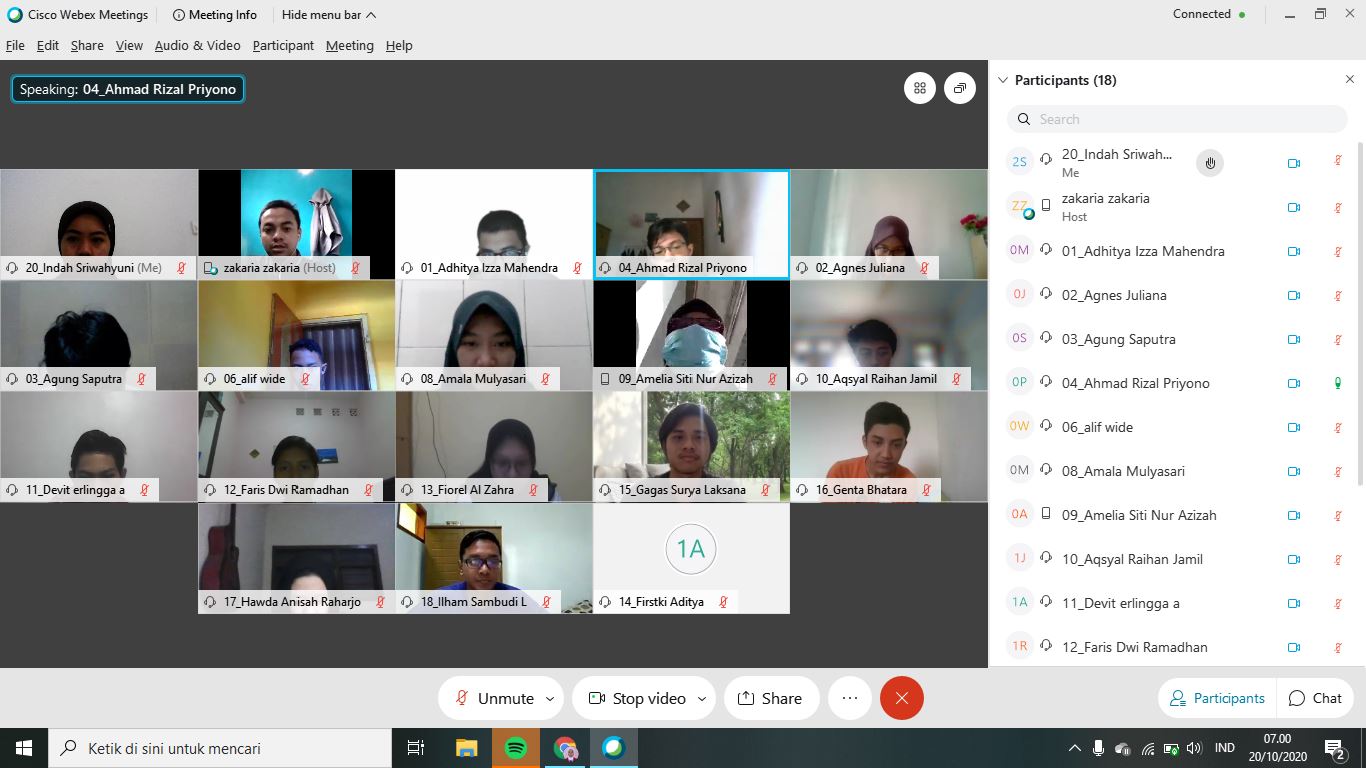 Cisco Webex Meetings
Meeting Info
Hide menu bar
Connected
File Edit Share View Audio & Video Participant Meeting Help
Speaking: 04_Ahmad Rizal Priyono
20_Indah Sriwahyuni (Me)
zakaria zakaria (Host)
01_Adhitya Izza Mahendra
04_Ahmad Rizal Priyono
02_Agnes Juliana
03_Agung Saputra
06_alif wide
08_Amala Mulyasari
09_Amelia Siti Nur Azizah
10_Aqsyal Raihan Jamil
11_Devit erlingga a
12_Faris Dwi Ramadhan
13_Fiorel Al Zahra
15_Gagas Surya Laksana
16_Genta Bhatara
17_Hawda Anisah Raharjo
18_Ilham Sambudi L
1A
14_Firstki Aditya
Participants (18)
Search
2S 20_Indah Sriwah...
Me
ZZ zakaria zakaria
Host
0M 01_Adhitya Izza Mahendra
0J 02_Agnes Juliana
0S 03_Agung Saputra
0P 04_Ahmad Rizal Priyono
0W 06_alif wide
0M 08_Amala Mulyasari
0A 09_Amelia Siti Nur Azizah
1J 10_Aqsyal Raihan Jamil
1A 11_Devit erlingga a
1R 12_Faris Dwi Ramadhan
Unmute
Stop video
Share
Participants
Chat
Ketik di sini untuk mencari
IND
07.00
20/10/2020
2